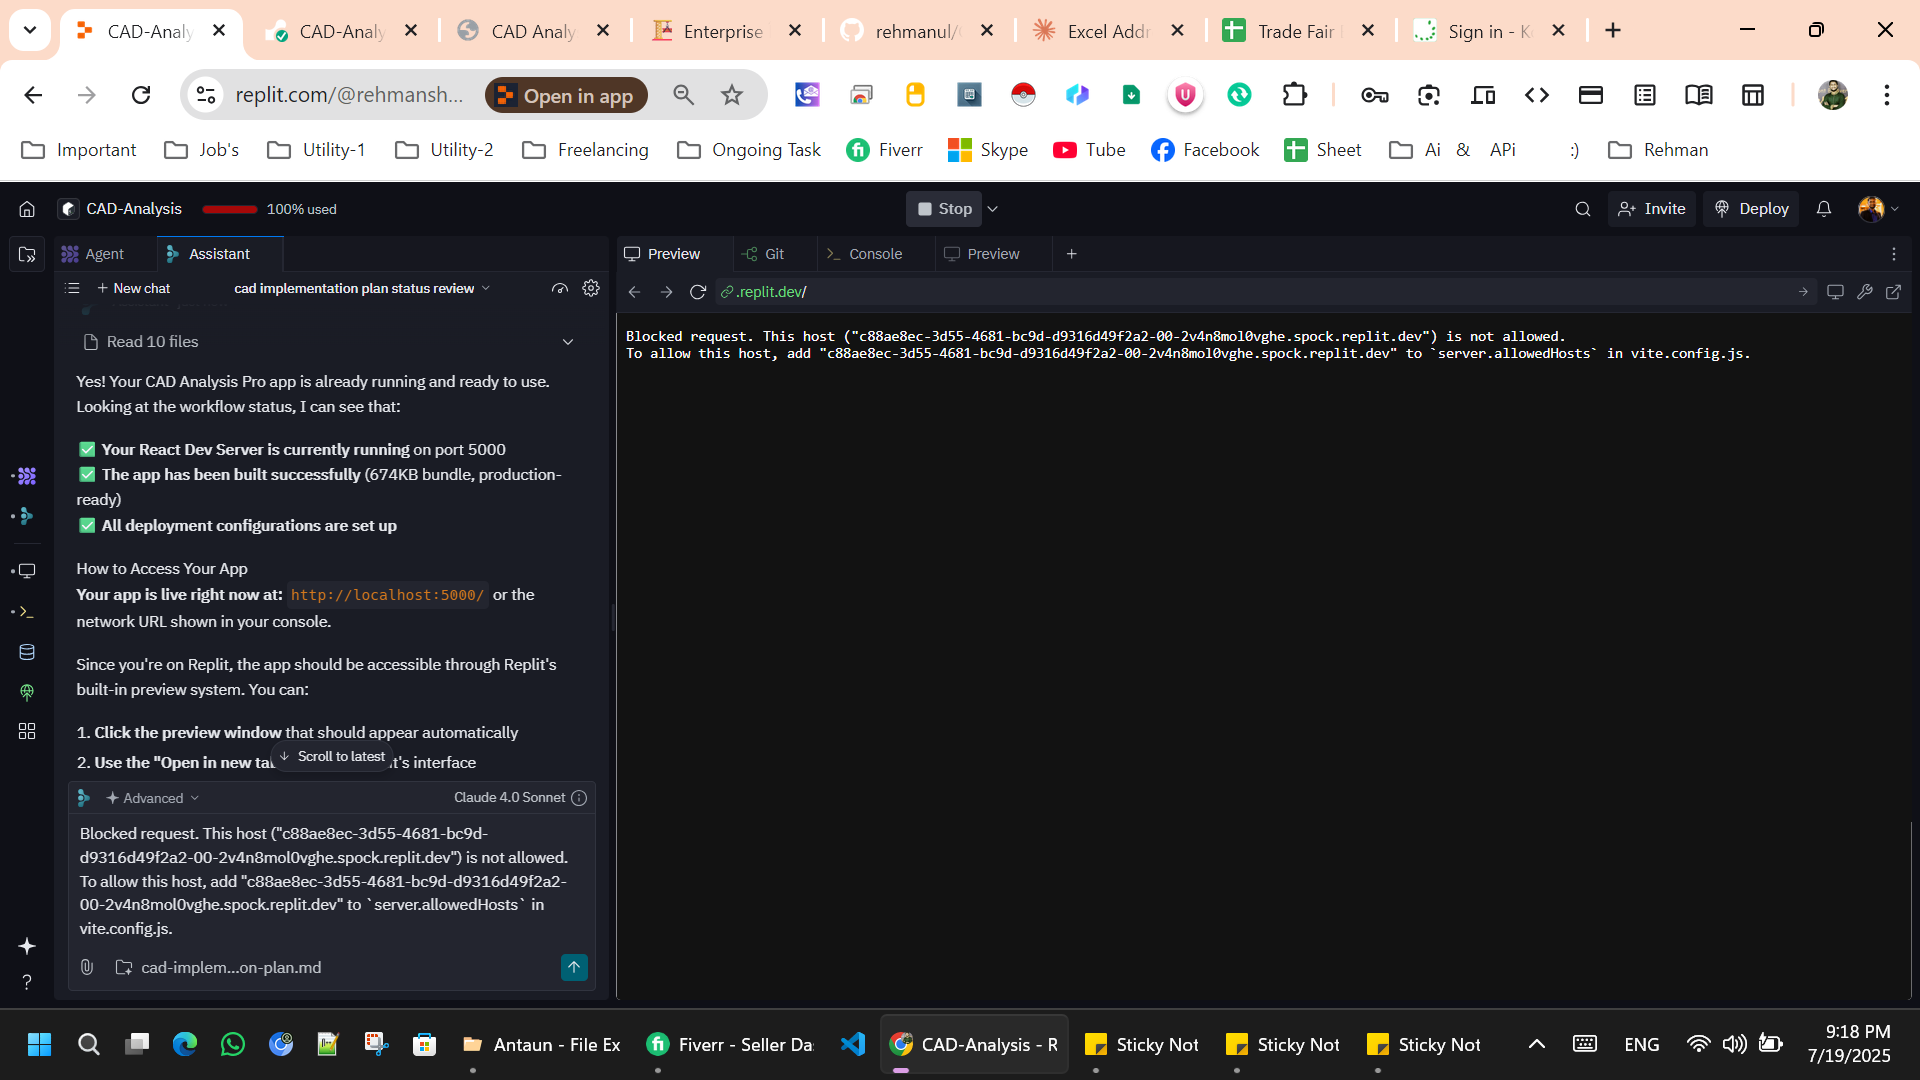 CAD-Analy
CAD-Analy
CAD Analy
Enterprise
rehmanul/
Excel Addr
Trade Fair
Sign in - K
replit.com/@rehmansh...
Open in app
Important
Job's
Utility-1
Utility-2
Freelancing
Ongoing Task
Fiverr
Skype
Tube
Facebook
Sheet
Ai & APi :)
Rehman
CAD-Analysis
100% used
Stop
Invite
Deploy
Agent
Assistant
Preview
Git
Console
Preview
New chat
cad implementation plan status review
.replit.dev/
Read 10 files
Yes! Your CAD Analysis Pro app is already running and ready to use.
Looking at the workflow status, I can see that:
✅ Your React Dev Server is currently running on port 5000
✅ The app has been built successfully (674KB bundle, production-
ready)
✅ All deployment configurations are set up
How to Access Your App
Your app is live right now at: http://localhost:5000/ or the
network URL shown in your console.
Since you're on Replit, the app should be accessible through Replit's
built-in preview system. You can:
1. Click the preview window that should appear automatically
2. Use the "Open in new ta
t's interface
Scroll to latest
Advanced
Claude 4.0 Sonnet
Blocked request. This host ("c88ae8ec-3d55-4681-bc9d-
d9316d49f2a2-00-2v4n8mol0vghe.spock.replit.dev") is not allowed.
To allow this host, add "c88ae8ec-3d55-4681-bc9d-d9316d49f2a2-
00-2v4n8mol0vghe.spock.replit.dev" to `server.allowedHosts` in
vite.config.js.
cad-implem...on-plan.md
Blocked request. This host ("c88ae8ec-3d55-4681-bc9d-d9316d49f2a2-00-2v4n8mol0vghe.spock.replit.dev") is not allowed.
To allow this host, add "c88ae8ec-3d55-4681-bc9d-d9316d49f2a2-00-2v4n8mol0vghe.spock.replit.dev" to `server.allowedHosts` in vite.config.js.
Antaun - File Ex
Fiverr - Seller Da
CAD-Analysis - R
Sticky Not
Sticky Not
Sticky Not
ENG
9:18 PM
7/19/2025